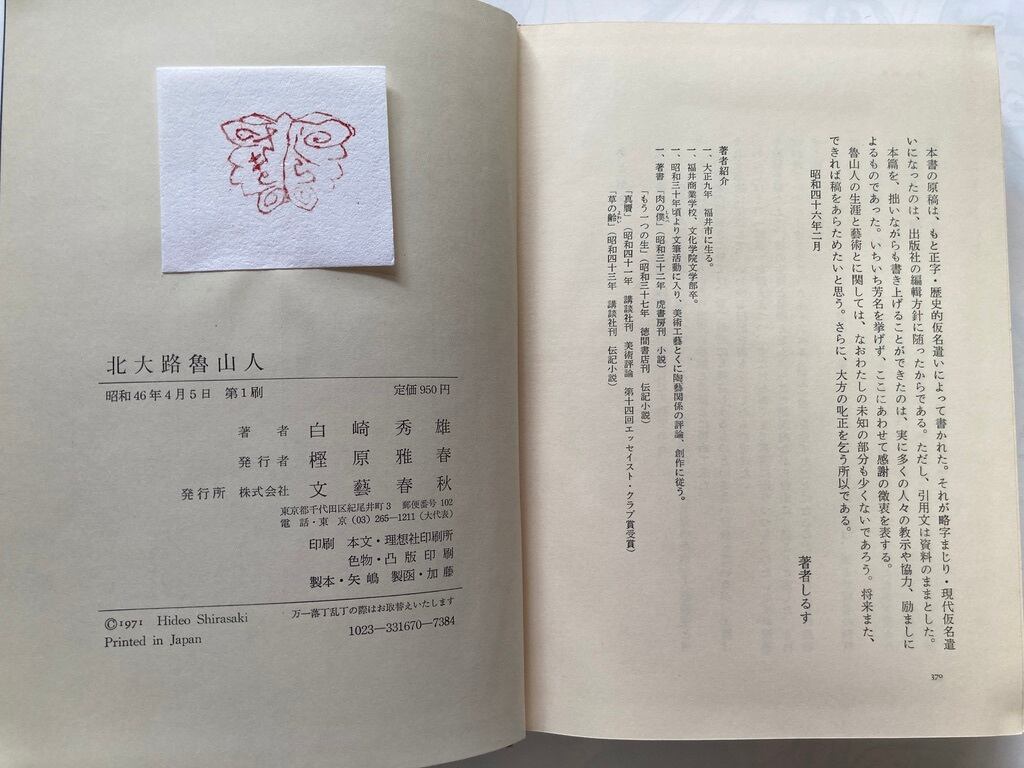 本書の原稿は、もと正字・歴史的仮名遣いによって書かれた。それが略字まじり・現代仮名遣
いになったのは、出版社の編輯方針に随ったからである。ただし、引用文は資料のままとした。
本篇を、拙いながらも書き上げることができたのは、実に多くの人々の教示や協力、励ましに
よるものであった。いちいち芳名を挙げず、ここにあわせて感謝の微衷を表する。
魯山人の生涯と藝術とに関しては、なおわたしの未知の部分も少くないであろう。将来また、
できれば稿をあらためたいと思う。さらに、大方の叱正を乞う所以である。
昭和四十六年二月
著者しるす
著者紹介
一、大正九年 福井市に生る。
一、福井商業学校、文化学院文学部卒。
一、昭和三十年頃より文筆活動に入り、美術工藝とくに陶藝関係の評論、創作に従う。
一、著書 「肉の僕」(昭和三十二年 虎書房刊 小説)
「もう一つの生」(昭和三十七年 徳間書店刊 伝記小説)
「真贋」(昭和四十一年 講談社刊 美術評論 第十四回エッセイスト・クラブ賞受賞)
「草の齢」(昭和四十三年 講談社刊 伝記小説)
370
北大路魯山人
昭和46年4月5日 第1刷 定価950円
著者 白崎秀雄
発行者 樫原雅春
発行所 株式会社 文藝春秋
東京都千代田区紀尾井町3 郵便番号102
電話・東京(03)265—1211(大代表)
印刷 本文・理想社印刷所
色物・凸版印刷
製本・矢嶋 製函・加藤
万一落丁乱丁の際はお取替えいたします
©1971 Hideo Shirasaki
Printed in Japan
1023—331670—7384